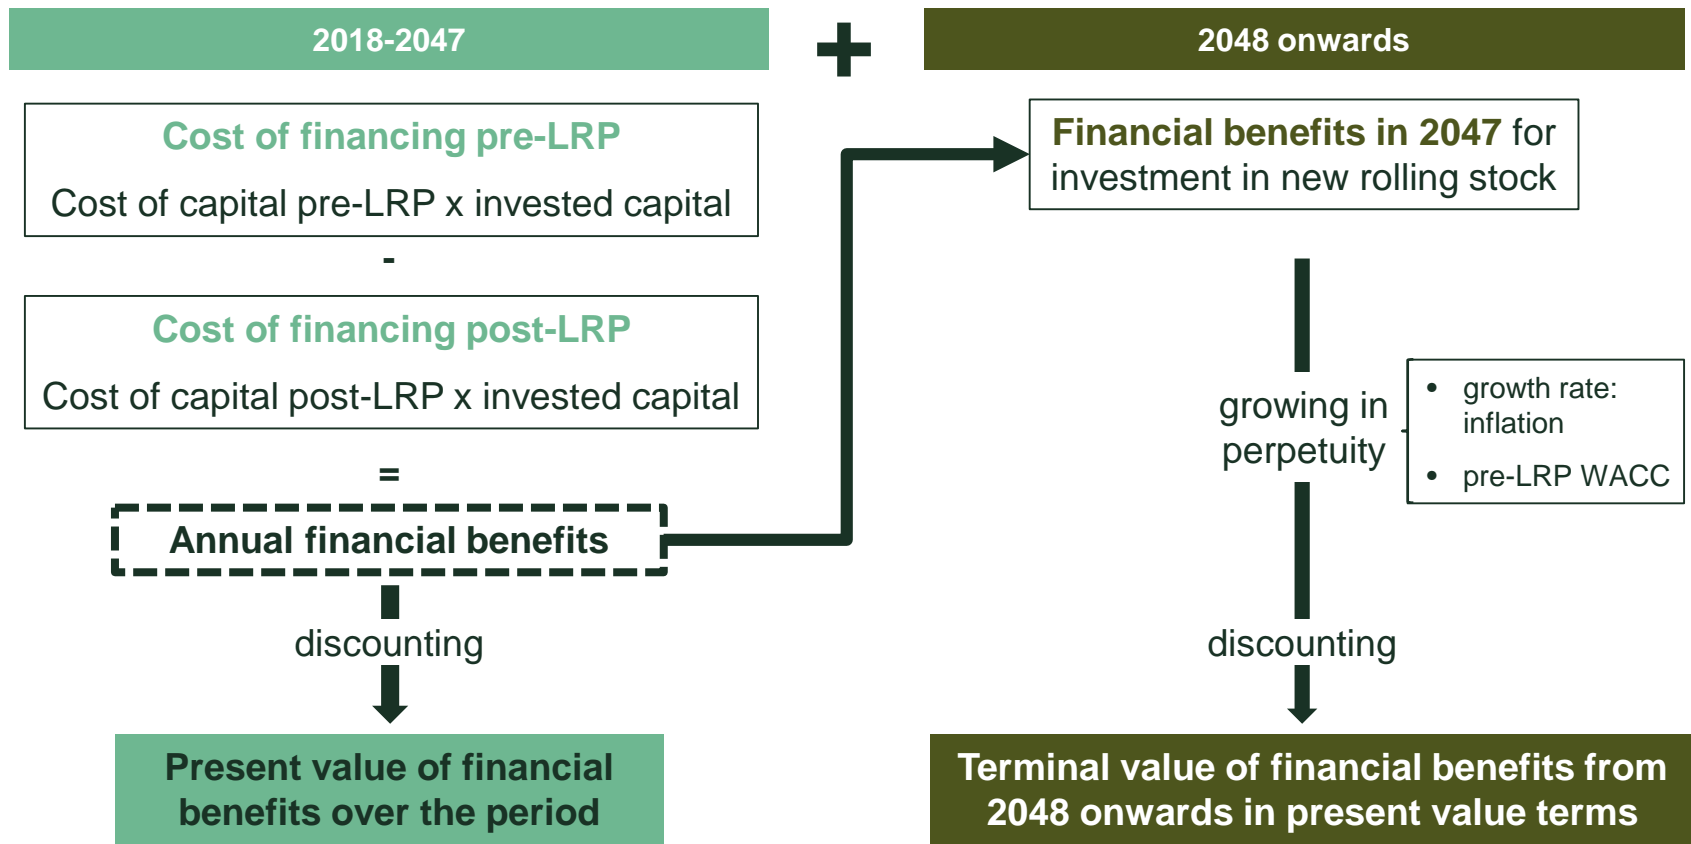 2018-2047
+
2048 onwards
Cost of financing pre-LRP
Cost of capital pre-LRP x invested capital
-
Cost of financing post-LRP
Cost of capital post-LRP x invested capital
=
Annual financial benefits
discounting
Present value of financial
benefits over the period
Financial benefits in 2047 for
investment in new rolling stock
growing in
perpetuity
• growth rate:
inflation
• pre-LRP WACC
discounting
Terminal value of financial benefits from
2048 onwards in present value terms